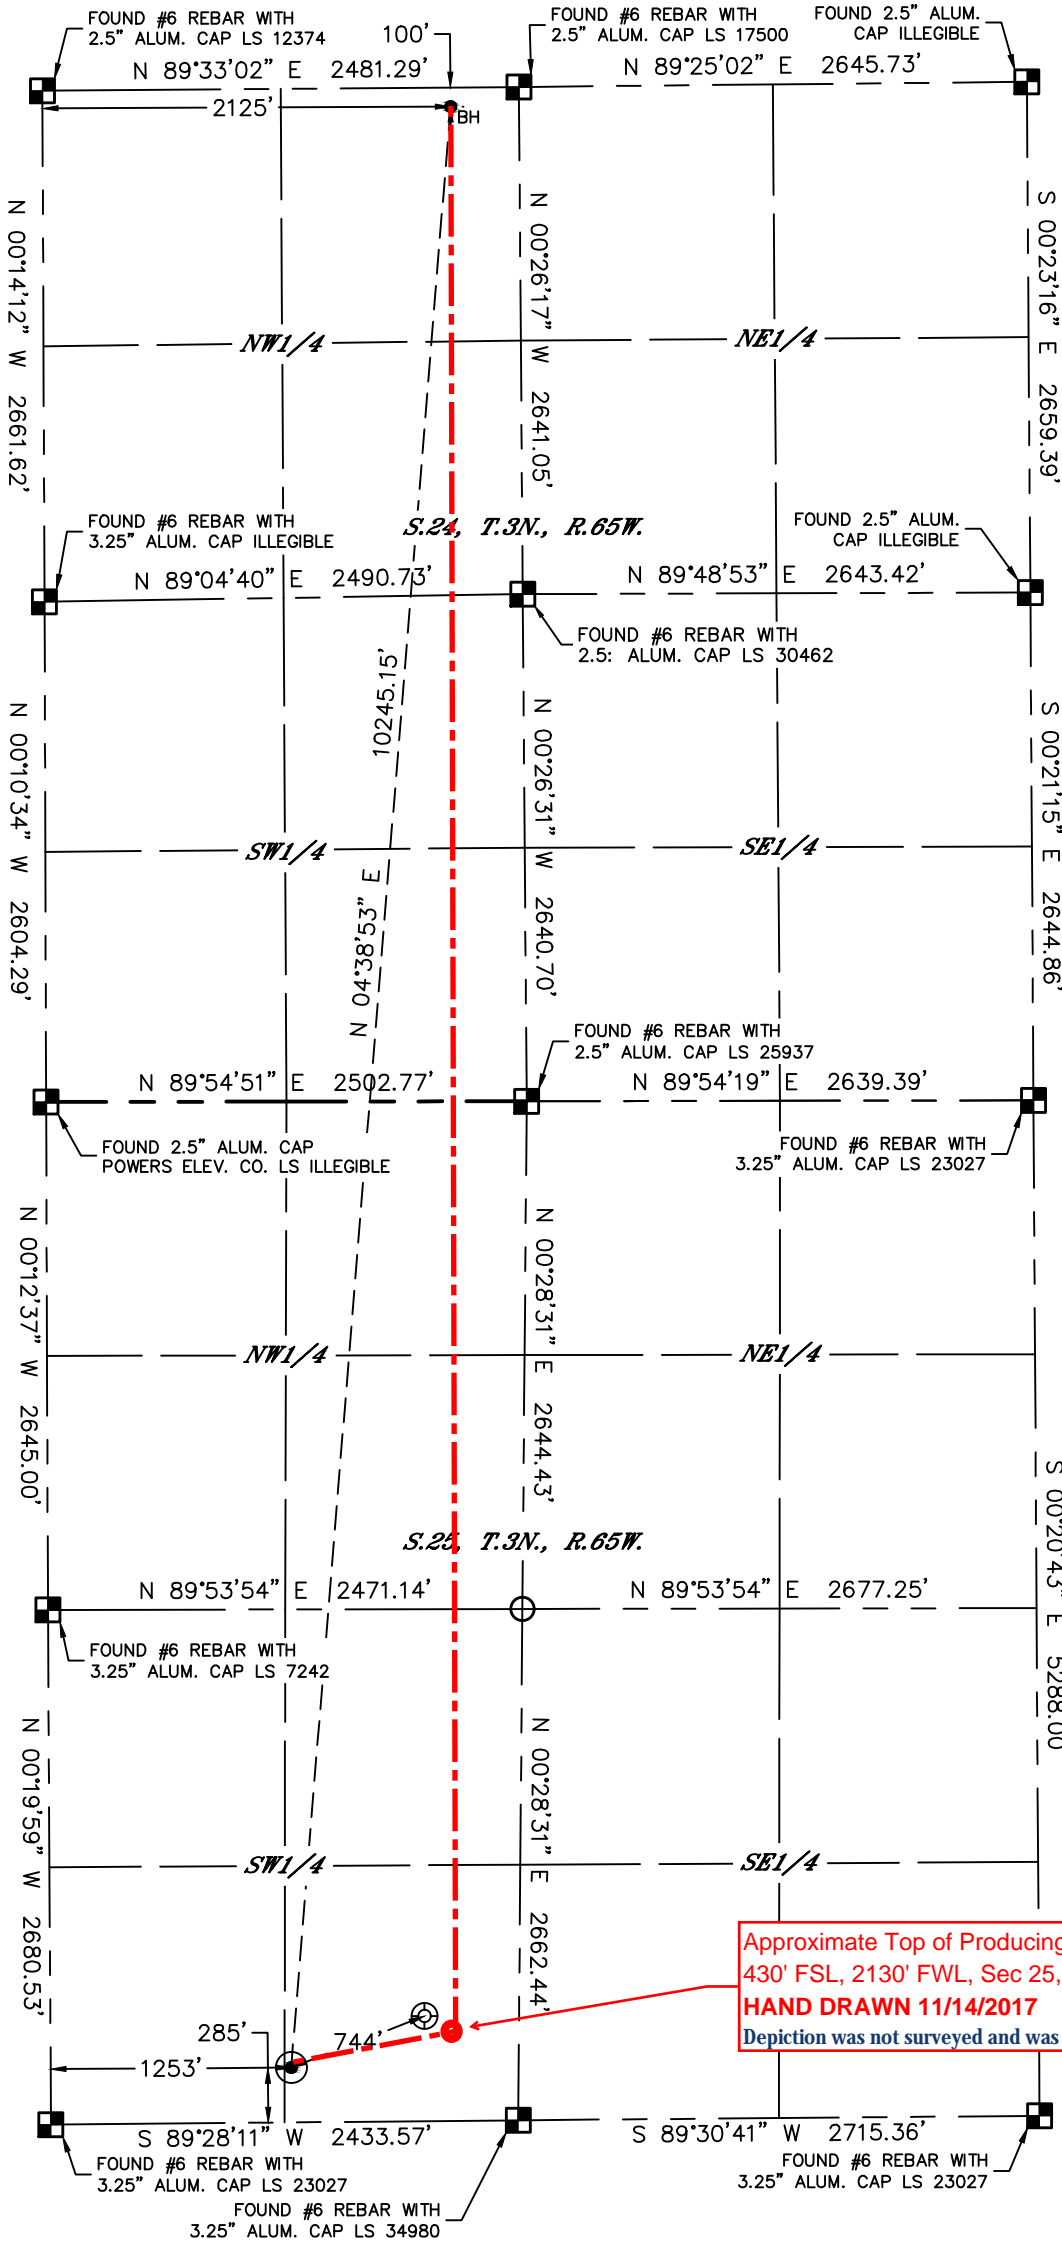 FOUND #6 REBAR WITH
2.5" ALUM. CAP LS 12374
100'
FOUND #6 REBAR WITH
2.5" ALUM. CAP LS 17500
FOUND 2.5" ALUM.
CAP ILLEGIBLE
N 89°33'02" E 2481.29'
N 89°25'02" E 2645.73'
2125'
BH
N 00°14'12" W 2661.62'
N 00°26'17" W 2641.05'
S 00°23'16" E 2659.39'
NW1/4
NE1/4
FOUND #6 REBAR WITH
3.25" ALUM. CAP ILLEGIBLE
S.24, T.3N., R.65W.
FOUND 2.5" ALUM.
CAP ILLEGIBLE
N 89°04'40" E 2490.73'
N 89°48'53" E 2643.42'
FOUND #6 REBAR WITH
2.5: ALUM. CAP LS 30462
N 04°38'53" E 10245.15'
N 00°10'34" W 2604.29'
N 00°26'31" W 2640.70'
S 00°21'15" E 2644.86'
SW1/4
SE1/4
FOUND #6 REBAR WITH
2.5" ALUM. CAP LS 25937
N 89°54'51" E 2502.77'
N 89°54'19" E 2639.39'
FOUND 2.5" ALUM. CAP
POWERS ELEV. CO. LS ILLEGIBLE
FOUND #6 REBAR WITH
3.25" ALUM. CAP LS 23027
N 00°12'37" W 2645.00'
N 00°28'31" E 2644.43'
NW1/4
NE1/4
S 00°20'43" E 5288.00
S.25, T.3N., R.65W.
N 89°53'54" E 2471.14'
N 89°53'54" E 2677.25'
FOUND #6 REBAR WITH
3.25" ALUM. CAP LS 7242
N 00°19'59" W 2680.53'
N 00°28'31" E 2662.44'
SW1/4
SE1/4
Approximate Top of Producing
430' FSL, 2130' FWL, Sec 25,
HAND DRAWN 11/14/2017
Depiction was not surveyed and was
285'
744'
1253'
S 89°28'11" W 2433.57'
S 89°30'41" W 2715.36'
FOUND #6 REBAR WITH
3.25" ALUM. CAP LS 23027
FOUND #6 REBAR WITH
3.25" ALUM. CAP LS 23027
FOUND #6 REBAR WITH
3.25" ALUM. CAP LS 34980